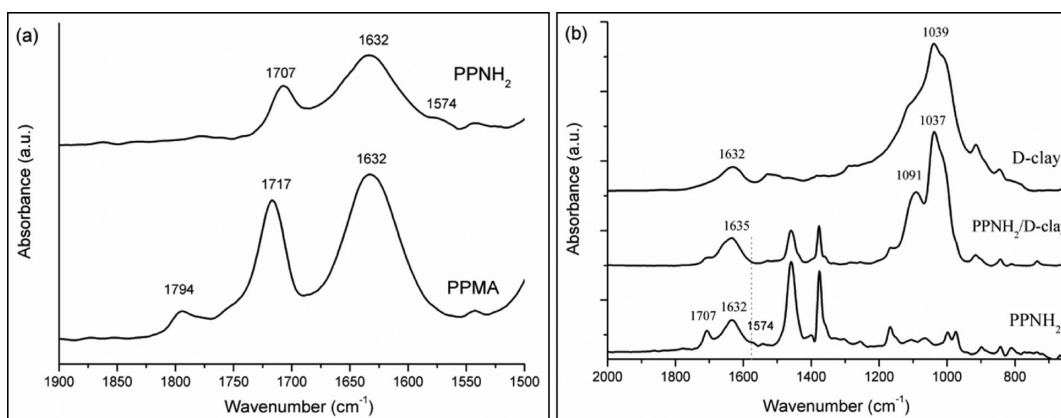 (a)
1632
1707
PPNH₂
1574
1632
1717
1794
PPMA
Absorbance (a.u.)
1900 1850 1800 1750 1700 1650 1600 1550 1500
Wavenumber (cm⁻¹)
(b)
1039
D-clay
1632
1037
1091
PPNH₂/D-clay
1635
PPNH₂
1707
1632
1574
Absorbance (a.u.)
2000 1800 1600 1400 1200 1000 800
Wavenumber (cm⁻¹)